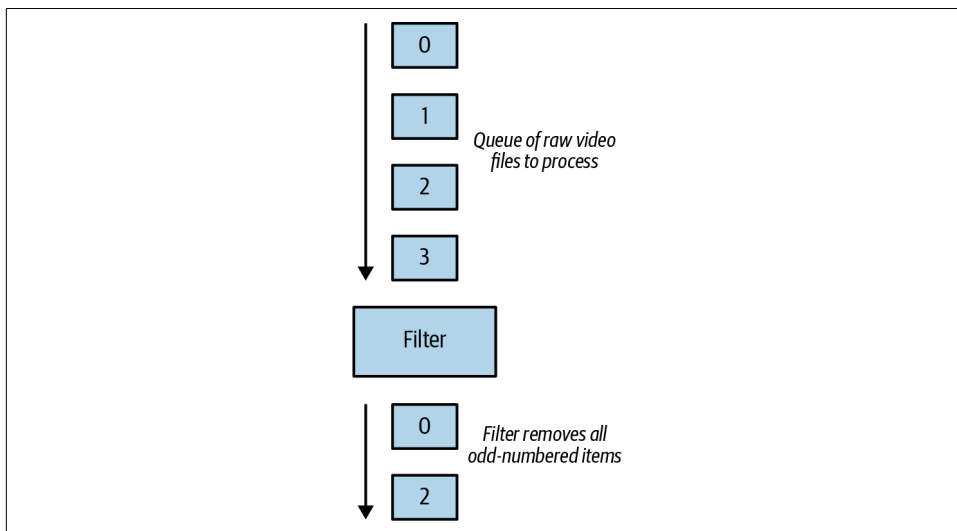 0
1
Queue of raw video
files to process
2
3
Filter
0
Filter removes all
odd-numbered items
2